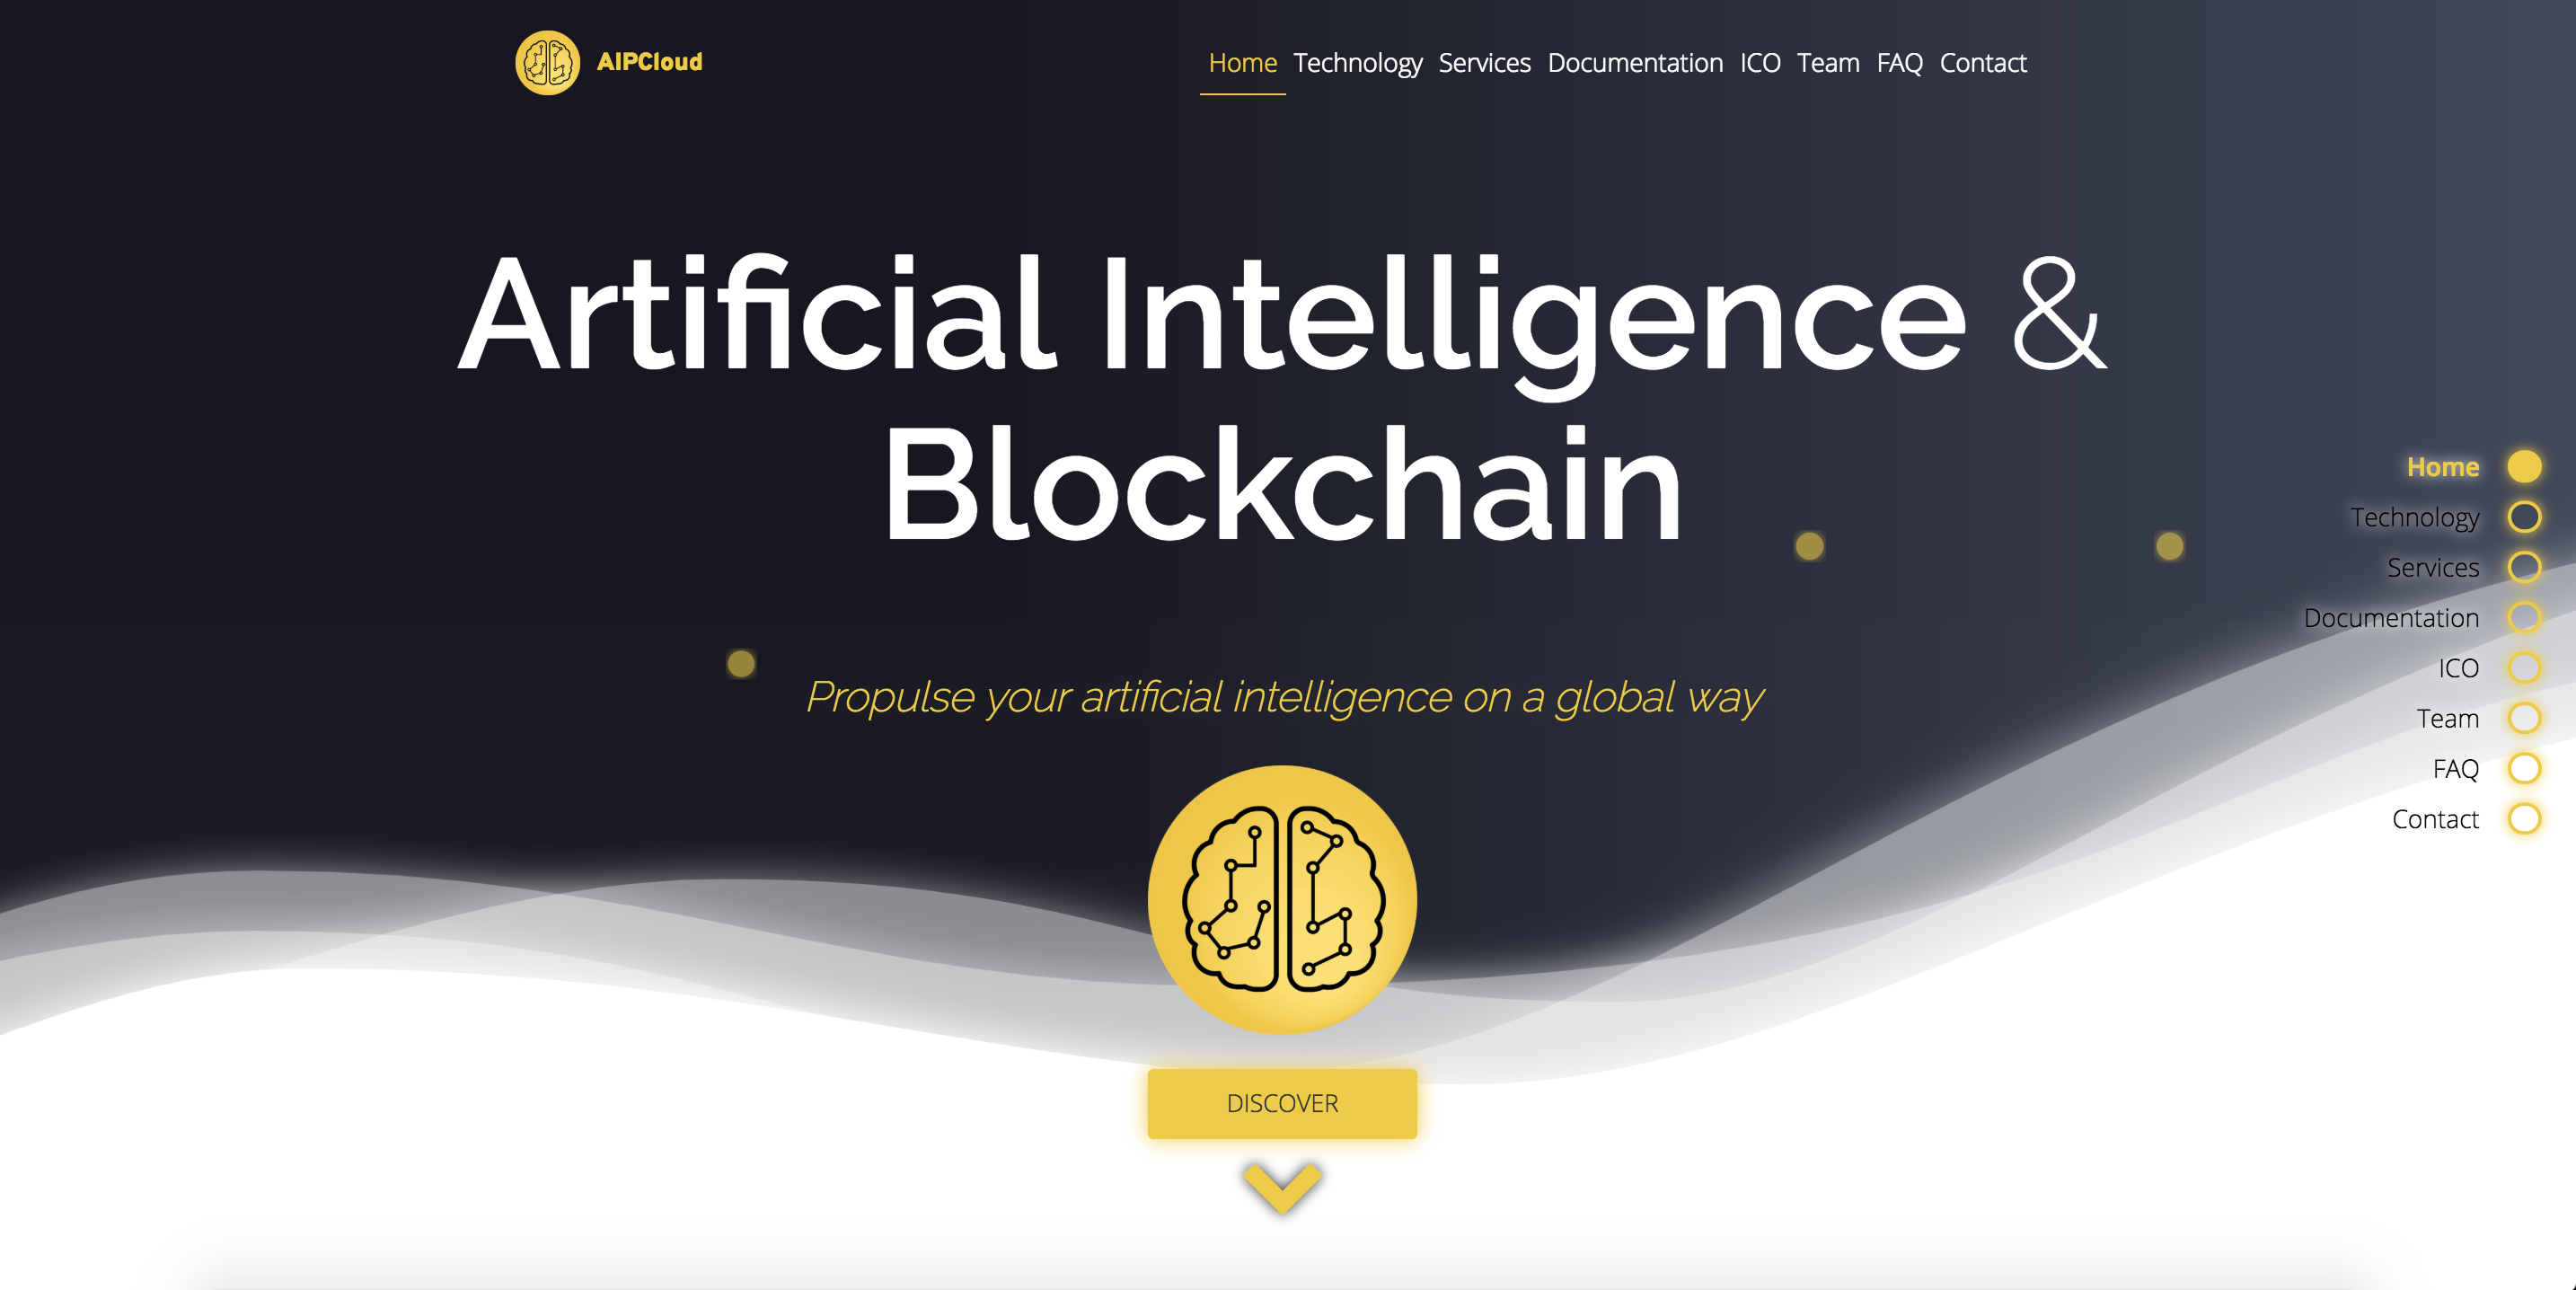 AIPCloud
Home Technology Services Documentation ICO Team FAQ Contact
Artificial Intelligence &
Blockchain
Propulse your artificial intelligence on a global way
DISCOVER
Home
Technology
Services
Documentation
ICO
Team
FAQ
Contact